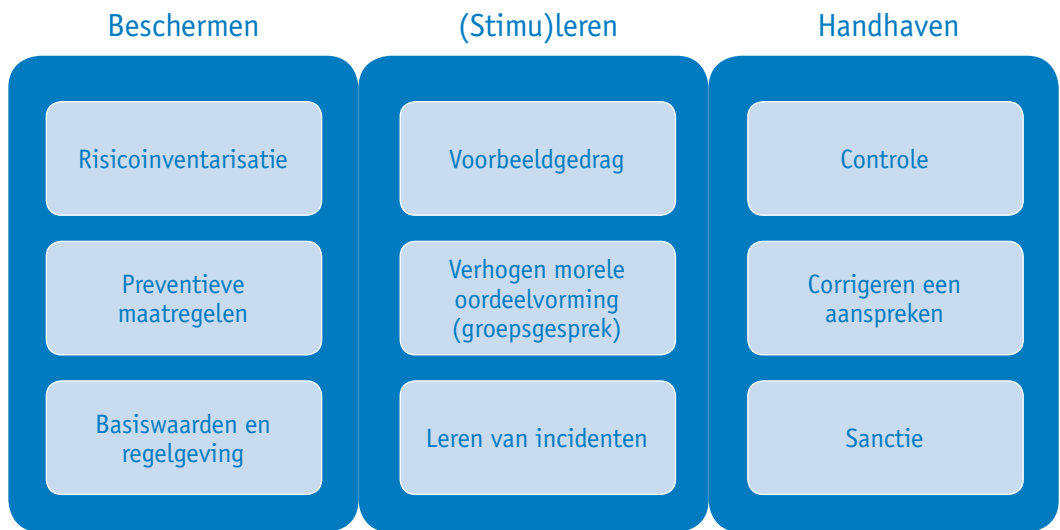 Beschermen
Risicoinventarisatie
Preventieve
maatregelen
Basiswaarden en
regelgeving
(Stimu)leren
Voorbeeldgedrag
Verhogen morele
oordeelvorming
(groepsgesprek)
Leren van incidenten
Handhaven
Controle
Corrigeren een
aanspreken
Sanctie